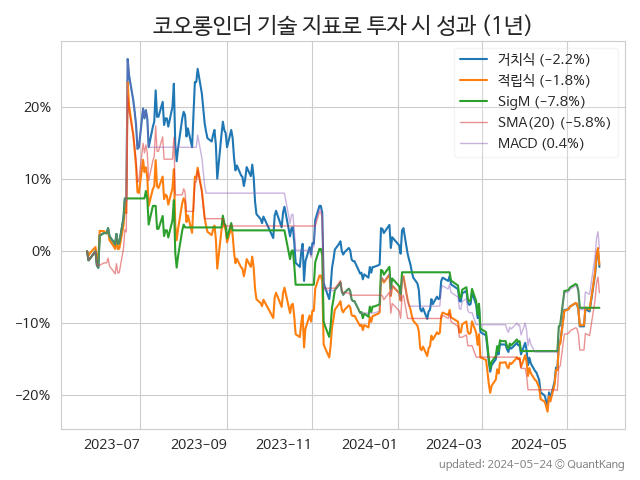 코오롱인더 기술 지표로 투자 시 성과 (1년)
거치식 (−2.2%)
적립식 (−1.8%)
SigM (−7.8%)
SMA(20) (−5.8%)
MACD (0.4%)
20%
10%
0%
−10%
−20%
2023-07 2023-09 2023-11 2024-01 2024-03 2024-05
updated: 2024-05-24 © QuantKang